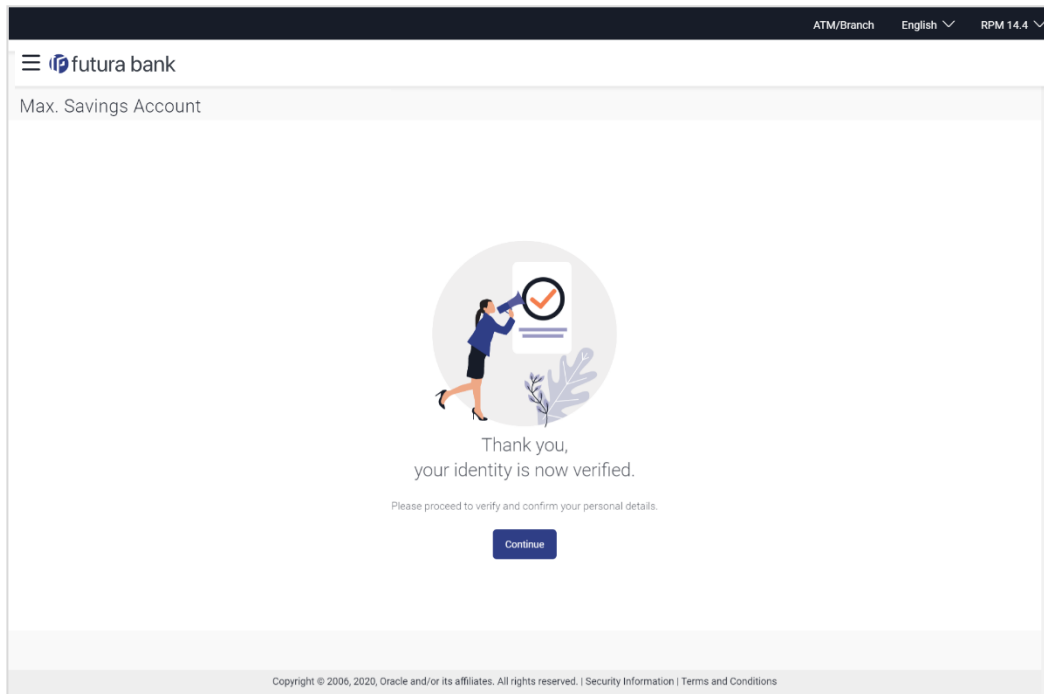 ATM/Branch English RPM 14.4
futura bank
Max. Savings Account
Thank you,
your identity is now verified.
Please proceed to verify and confirm your personal details.
Continue
Copyright © 2006, 2020, Oracle and/or its affiliates. All rights reserved. | Security Information | Terms and Conditions